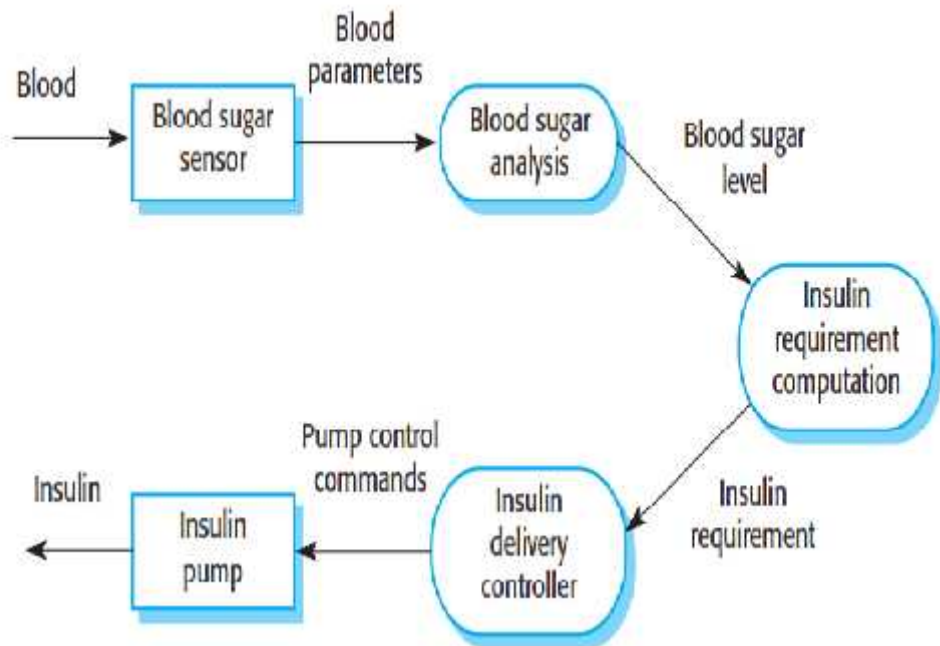 Blood
Blood sugar
sensor
Blood
parameters
Blood sugar
analysis
Blood sugar
level
Insulin
requirement
computation
Insulin
requirement
Insulin
delivery
controller
Pump control
commands
Insulin
pump
Insulin